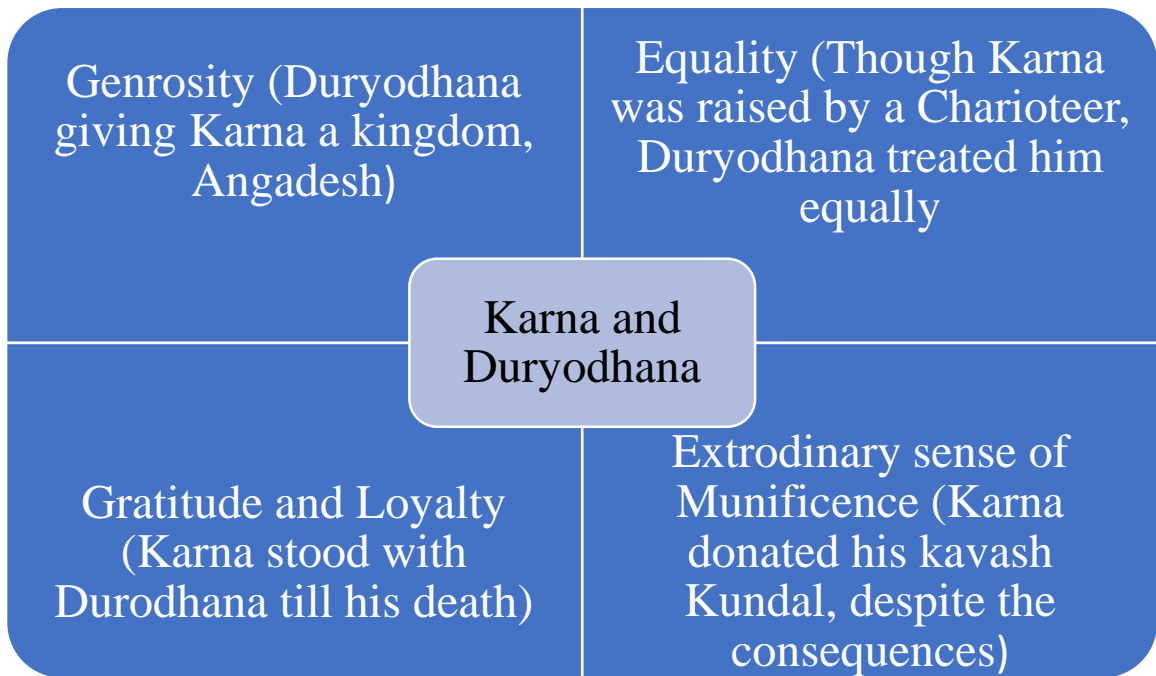 Genrosity (Duryodhana
giving Karna a kingdom,
Angadesh)
Equality (Though Karna
was raised by a Charioteer,
Duryodhana treated him
equally
Karna and
Duryodhana
Gratitude and Loyalty
(Karna stood with
Durodhana till his death)
Extrodinary sense of
Munificence (Karna
donated his kavash
Kundal, despite the
consequences)